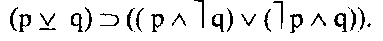 (p ⊻ q) ⊃ (( p ∧ ⌉ q) ∨ (⌉ p ∧ q)).